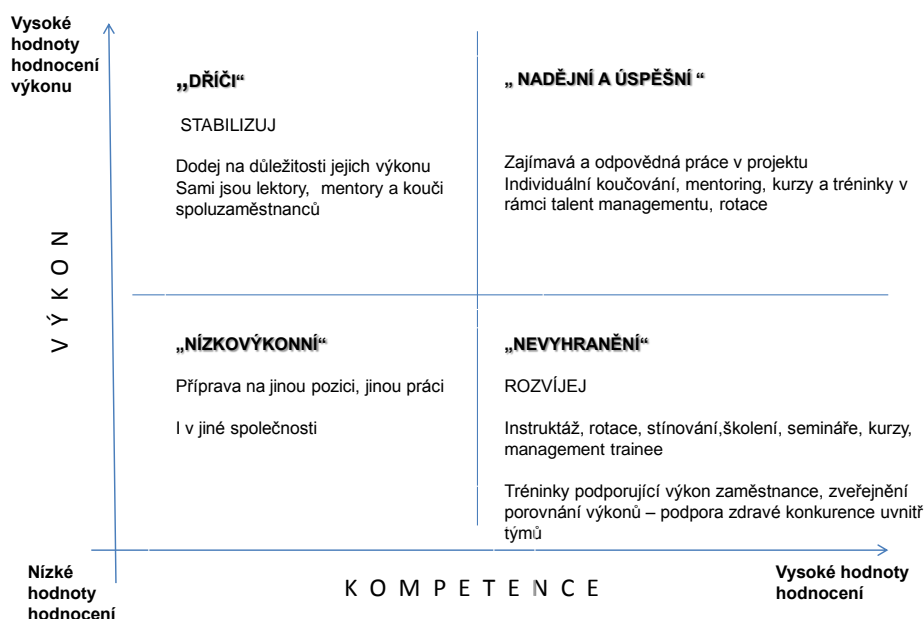 Vysoké
hodnoty
hodnocení
výkonu
„DŘÍČI“
STABILIZUJ
Dodej na důležitosti jejich výkonu
Sami jsou lektory, mentory a kouči
spoluzaměstnanců
„ NADĚJNÍ A ÚSPĚŠNÍ “
Zajímavá a odpovědná práce v projektu
Individuální koučování, mentoring, kurzy a tréninky v
rámci talent managementu, rotace
VÝKON
„NÍZKOVÝKONNÍ“
Příprava na jinou pozici, jinou práci
I v jiné společnosti
„NEVYHRANĚNÍ“
ROZVÍJEJ
Instruktáž, rotace, stínování,školení, semináře, kurzy,
management trainee
Tréninky podporující výkon zaměstnance, zveřejnění
porovnání výkonů – podpora zdravé konkurence uvnitř
týmů
Nízké
hodnoty
hodnocení
KOMPETENCE
Vysoké hodnoty
hodnocení